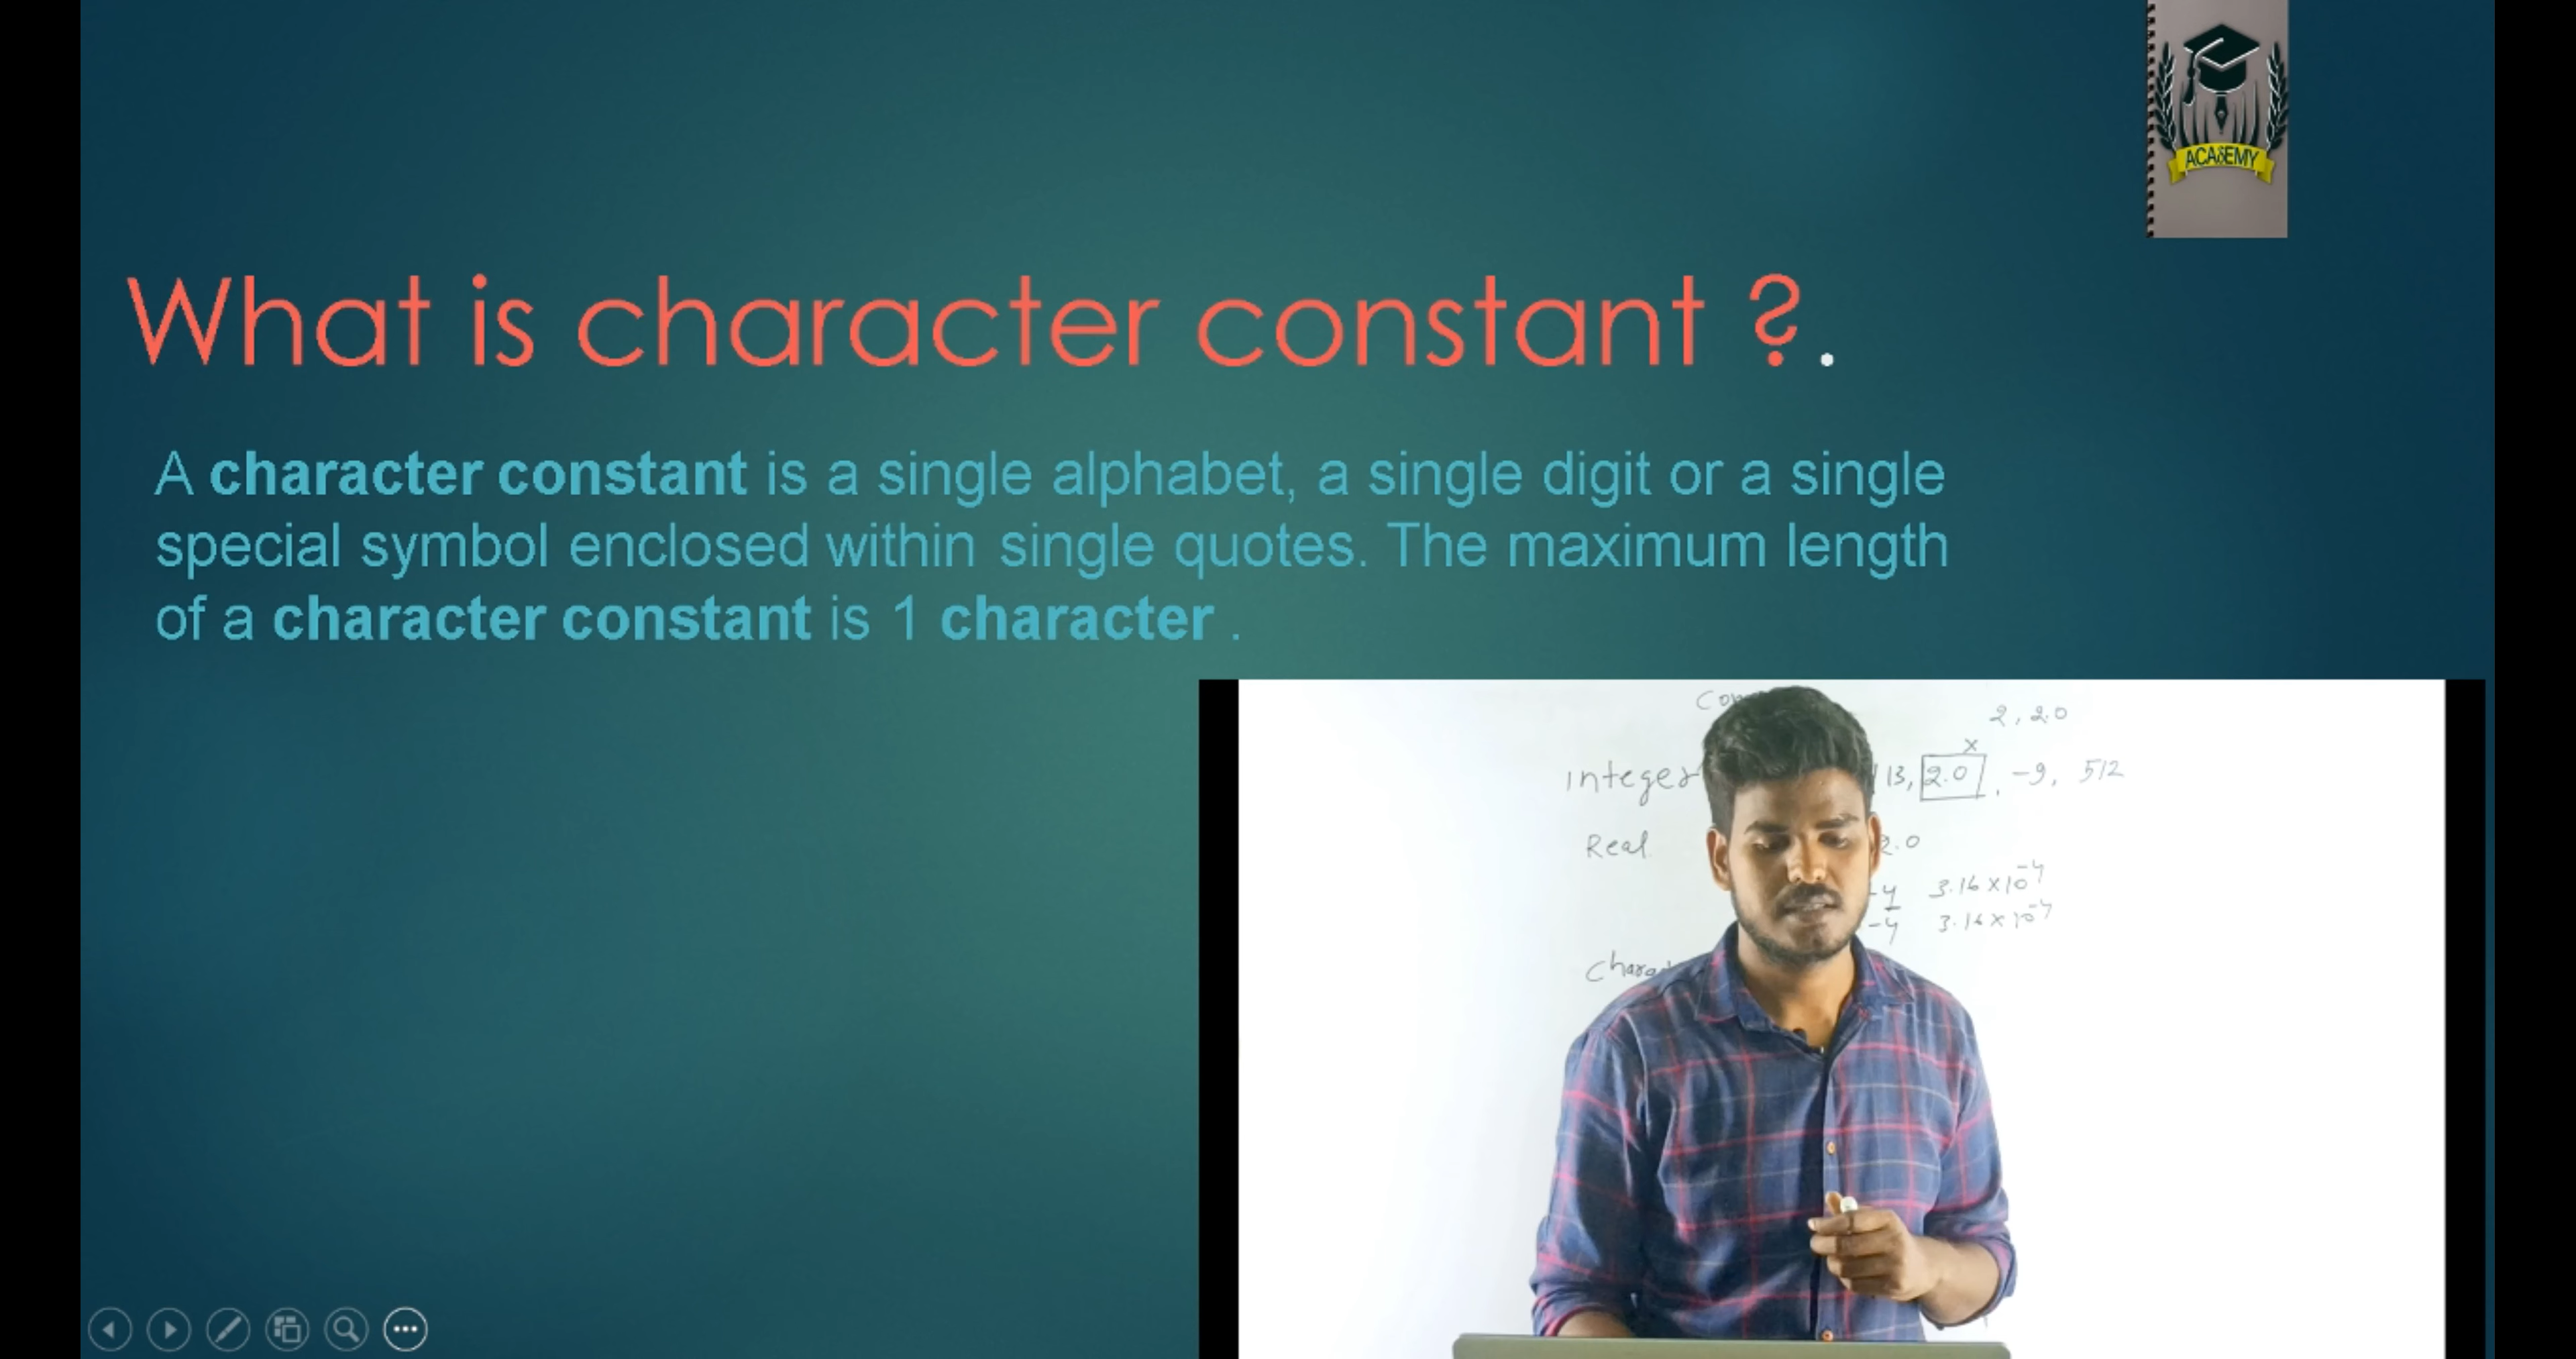 ACADEMY
What is character constant ?.
A character constant is a single alphabet, a single digit or a single
special symbol enclosed within single quotes. The maximum length
of a character constant is 1 character .
2, 2.0
x
Integer 13, 2.0 , -9, 512
Real 2.0
-4 3.16 x 10-4
-4 3.16 x 10-4